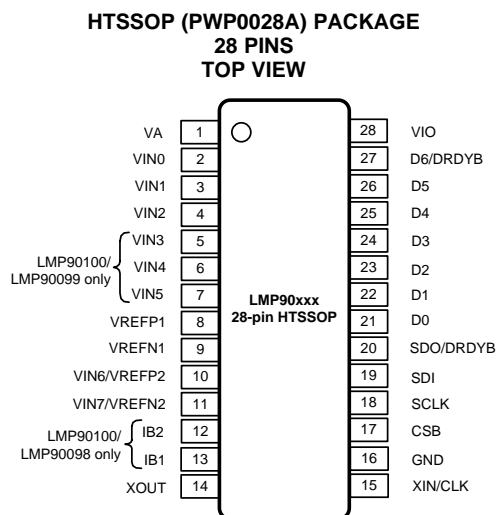 HTSSOP (PWP0028A) PACKAGE
28 PINS
TOP VIEW
VA 1
VIN0 2
VIN1 3
VIN2 4
LMP90100/
LMP90099 only
VIN3 5
VIN4 6
VIN5 7
VREFP1 8
VREFN1 9
VIN6/VREFP2 10
VIN7/VREFN2 11
LMP90100/
LMP90098 only
IB2 12
IB1 13
XOUT 14
LMP90xxx
28-pin HTSSOP
28 VIO
27 D6/DRDYB
26 D5
25 D4
24 D3
23 D2
22 D1
21 D0
20 SDO/DRDYB
19 SDI
18 SCLK
17 CSB
16 GND
15 XIN/CLK